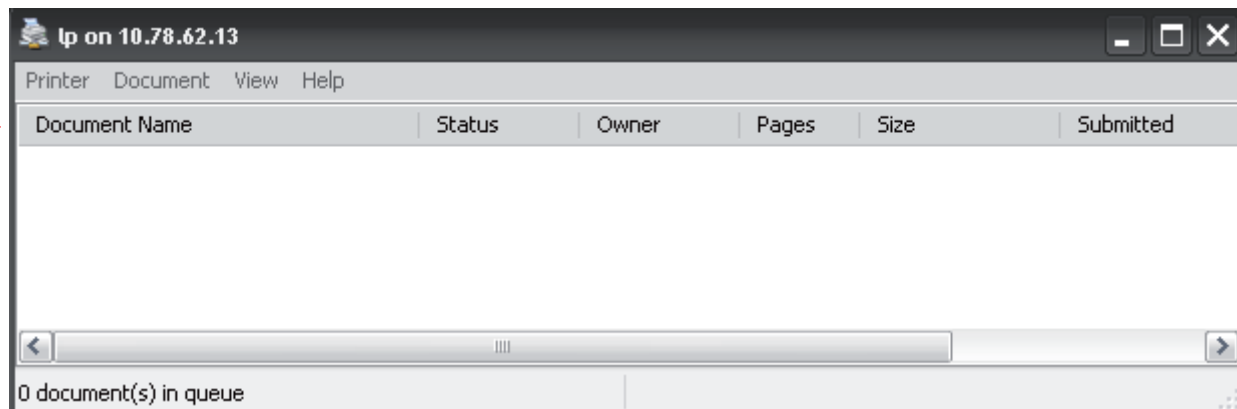 lp on 10.78.62.13
Printer Document View Help
Document Name Status Owner Pages Size Submitted
0 document(s) in queue